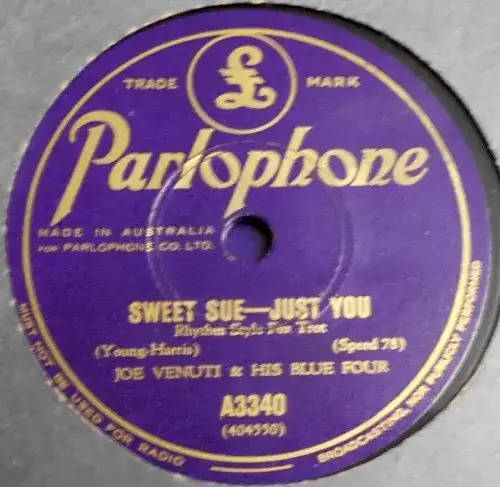 TRADE MARK
Parlophone
MADE IN AUSTRALIA
FOR PARLOPHONE CO. LTD.
SWEET SUE—JUST YOU
Rhythm Style Fox Trot
(Young-Harris) (Speed 78)
JOE VENUTI & HIS BLUE FOUR
A3340
(404550)
MUST NOT BE USED FOR RADIO
BROADCASTING, NOR PUBLICLY PERFORMED